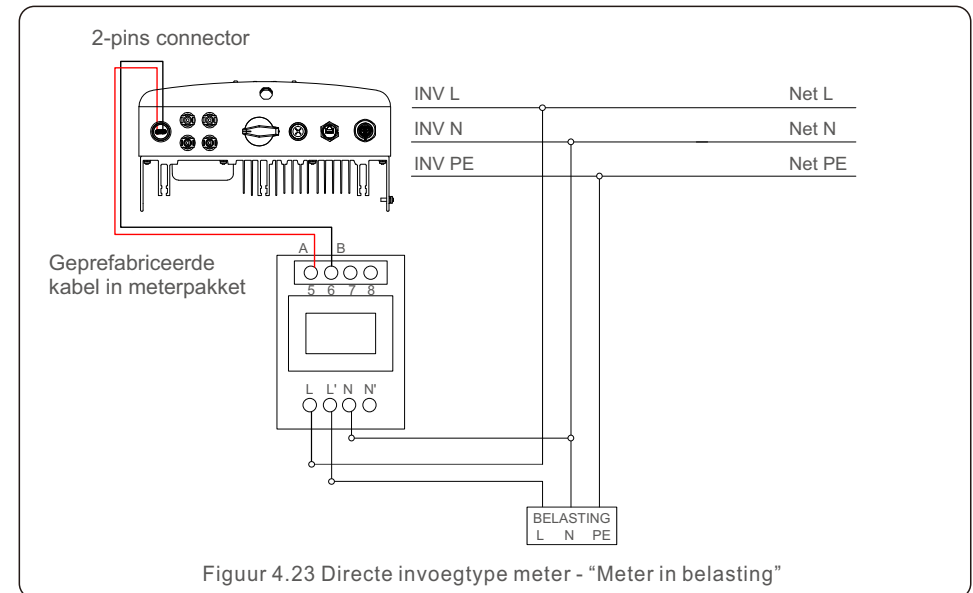 2-pins connector
INV L Net L
INV N Net N
INV PE Net PE
Geprefabriceerde
kabel in meterpakket
A B
5 6 7 8
L L' N N'
BELASTING
L N PE
Figuur 4.23 Directe invoegtype meter - “Meter in belasting”